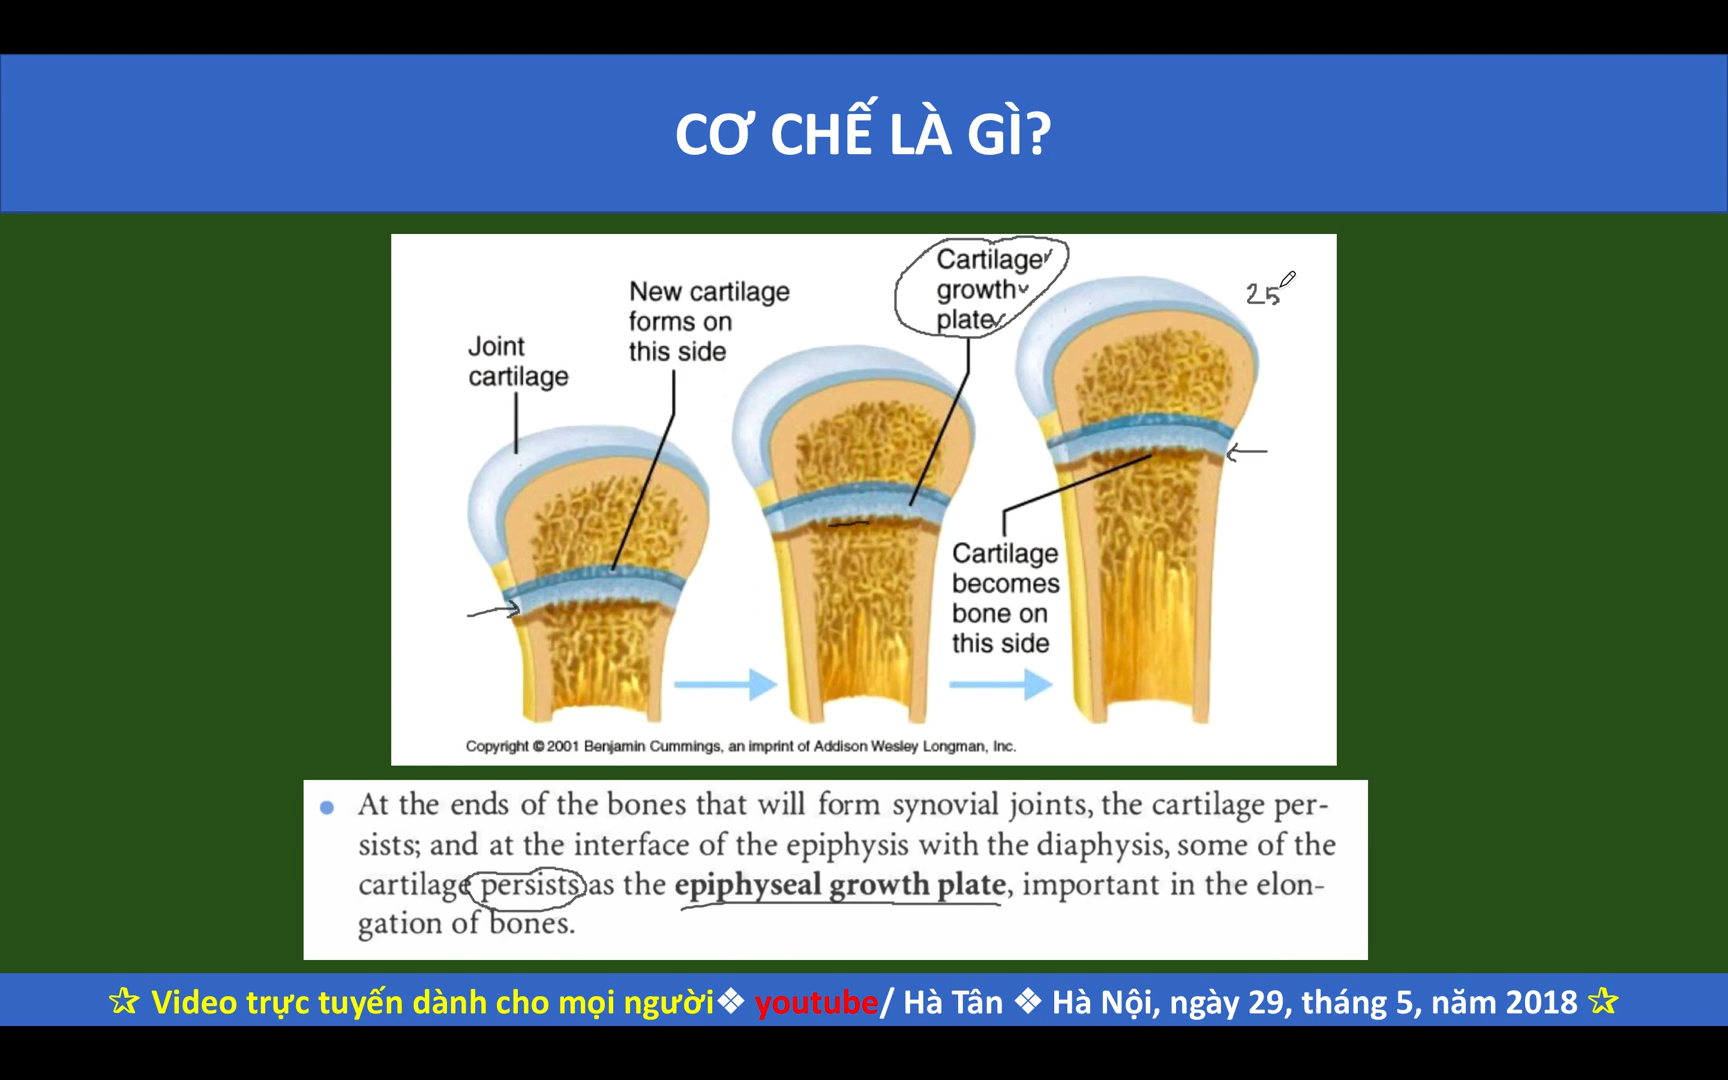 CƠ CHẾ LÀ GÌ?
Joint
cartilage
New cartilage
forms on
this side
Cartilage
growth
plate
25
Cartilage
becomes
bone on
this side
Copyright © 2001 Benjamin Cummings, an imprint of Addison Wesley Longman, Inc.
• At the ends of the bones that will form synovial joints, the cartilage per-
sists; and at the interface of the epiphysis with the diaphysis, some of the
cartilage persists as the epiphyseal growth plate, important in the elon-
gation of bones.
☆ Video trực tuyến dành cho mọi người❖ youtube/ Hà Tân ❖ Hà Nội, ngày 29, tháng 5, năm 2018 ☆